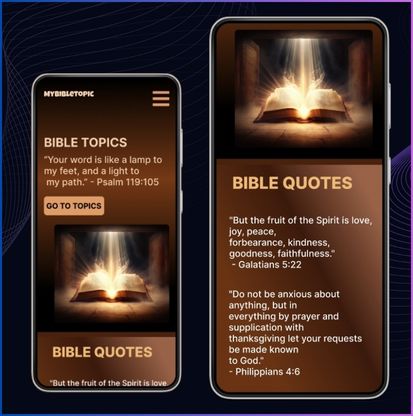 MYBIBLETOPIC
BIBLE TOPICS
“Your word is like a lamp to
my feet, and a light to
my path.” - Psalm 119:105
GO TO TOPICS
BIBLE QUOTES
"But the fruit of the Spirit is love
BIBLE QUOTES
"But the fruit of the Spirit is love,
joy, peace,
forbearance, kindness,
goodness, faithfulness."
- Galatians 5:22
"Do not be anxious about
anything, but in
everything by prayer and
supplication with
thanksgiving let your requests
be made known
to God."
- Philippians 4:6